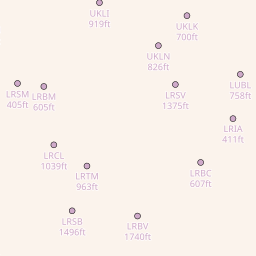 UKLI
919ft
UKLK
700ft
UKLN
826ft
LUBL
758ft
LRSM
405ft
LRBM
605ft
LRSV
1375ft
LRIA
411ft
LRCL
1039ft
LRTM
963ft
LRBC
607ft
LRSB
1496ft
LRBV
1740ft